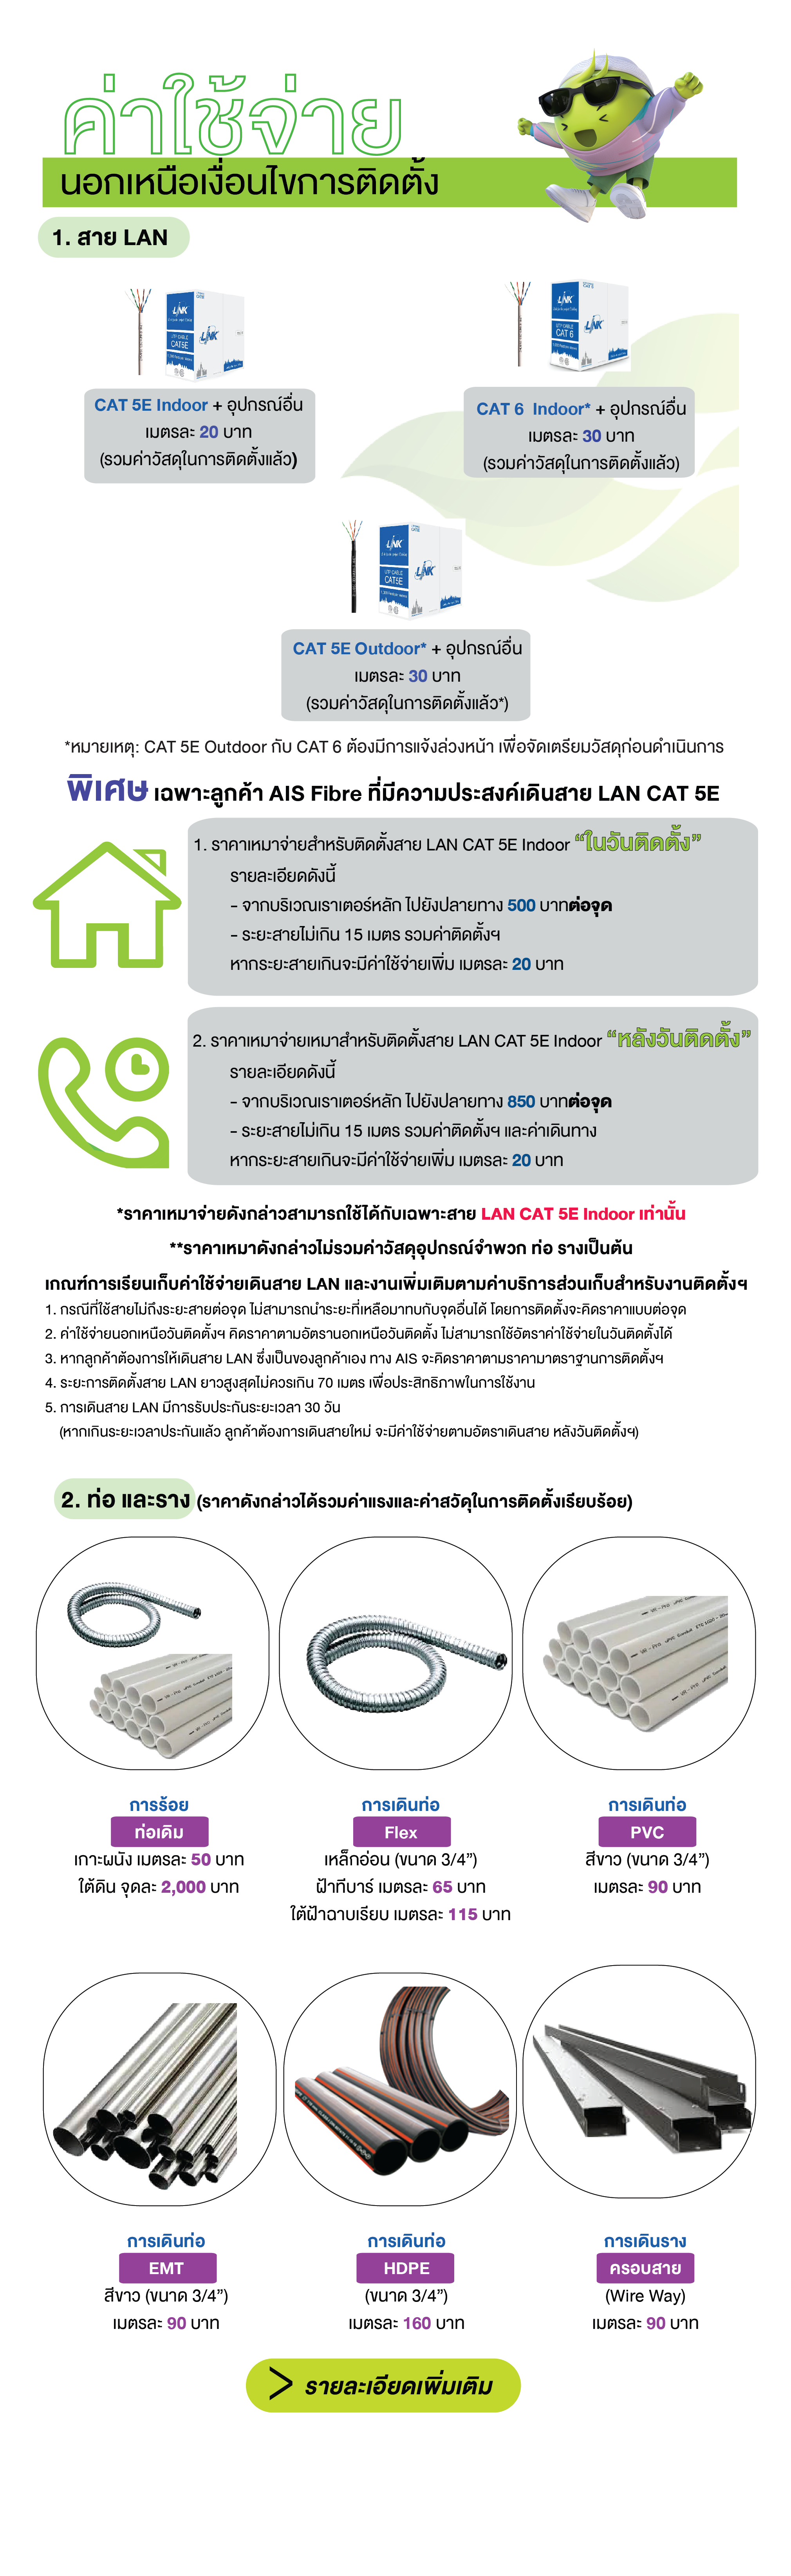 ค่าใช้จ่าย
นอกเหนือเงื่อนไขการติดตั้ง
1. สาย LAN
LINK
UTP CABLE
CAT5E
LINK
LINK
UTP CABLE
CAT 6
LINK
CAT 5E Indoor + อุปกรณ์อื่น
เมตรละ 20 บาท
(รวมค่าวัสดุในการติดตั้งแล้ว)
CAT 6 Indoor* + อุปกรณ์อื่น
เมตรละ 30 บาท
(รวมค่าวัสดุในการติดตั้งแล้ว)
LINK
UTP CABLE
CAT5E
LINK
CAT 5E Outdoor* + อุปกรณ์อื่น
เมตรละ 30 บาท
(รวมค่าวัสดุในการติดตั้งแล้ว*)
*หมายเหตุ: CAT 5E Outdoor กับ CAT 6 ต้องมีการแจ้งล่วงหน้า เพื่อจัดเตรียมวัสดุก่อนดำเนินการ
พิเศษ เฉพาะลูกค้า AIS Fibre ที่มีความประสงค์เดินสาย LAN CAT 5E
1. ราคาเหมาจ่ายสำหรับติดตั้งสาย LAN CAT 5E Indoor “ในวันติดตั้ง”
รายละเอียดดังนี้
- จากบริเวณเราเตอร์หลัก ไปยังปลายทาง 500 บาทต่อจุด
- ระยะสายไม่เกิน 15 เมตร รวมค่าติดตั้งฯ
หากระยะสายเกินจะมีค่าใช้จ่ายเพิ่ม เมตรละ 20 บาท
2. ราคาเหมาจ่ายเหมาสำหรับติดตั้งสาย LAN CAT 5E Indoor “หลังวันติดตั้ง”
รายละเอียดดังนี้
- จากบริเวณเราเตอร์หลัก ไปยังปลายทาง 850 บาทต่อจุด
- ระยะสายไม่เกิน 15 เมตร รวมค่าติดตั้งฯ และค่าเดินทาง
หากระยะสายเกินจะมีค่าใช้จ่ายเพิ่ม เมตรละ 20 บาท
*ราคาเหมาจ่ายดังกล่าวสามารถใช้ได้กับเฉพาะสาย LAN CAT 5E Indoor เท่านั้น
**ราคาเหมาดังกล่าวไม่รวมค่าวัสดุอุปกรณ์จำพวก ท่อ รางเป็นต้น
เกณฑ์การเรียกเก็บค่าใช้จ่ายเดินสาย LAN และงานเพิ่มเติมตามค่าบริการส่วนเก็บสำหรับงานติดตั้งฯ
1. กรณีที่ใช้สายไม่ถึงระยะสายต่อจุด ไม่สามารถนำระยะที่เหลือมาทบกับจุดอื่นได้ โดยการติดตั้งจะคิดราคาแบบต่อจุด
2. ค่าใช้จ่ายนอกเหนือวันติดตั้งฯ คิดราคาตามอัตรานอกเหนือวันติดตั้ง ไม่สามารถใช้อัตราค่าใช้จ่ายในวันติดตั้งได้
3. หากลูกค้าต้องการให้เดินสาย LAN ซึ่งเป็นของลูกค้าเอง ทาง AIS จะคิดราคาตามราคามาตราฐานการติดตั้งฯ
4. ระยะการติดตั้งสาย LAN ยาวสูงสุดไม่ควรเกิน 70 เมตร เพื่อประสิทธิภาพในการใช้งาน
5. การเดินสาย LAN มีการรับประกันระยะเวลา 30 วัน
(หากเกินระยะเวลาประกันแล้ว ลูกค้าต้องการเดินสายใหม่ จะมีค่าใช้จ่ายตามอัตราเดินสาย หลังวันติดตั้งฯ)
2. ท่อ และราง (ราคาดังกล่าวได้รวมค่าแรงและค่าสวัดุในการติดตั้งเรียบร้อย)
การร้อย
ท่อเดิม
เกาะผนัง เมตรละ 50 บาท
ใต้ดิน จุดละ 2,000 บาท
การเดินท่อ
Flex
เหล็กอ่อน (ขนาด 3/4”)
ฝ้าทีบาร์ เมตรละ 65 บาท
ใต้ฝ้าฉาบเรียบ เมตรละ 115 บาท
การเดินท่อ
PVC
สีขาว (ขนาด 3/4”)
เมตรละ 90 บาท
การเดินท่อ
EMT
สีขาว (ขนาด 3/4”)
เมตรละ 90 บาท
การเดินท่อ
HDPE
(ขนาด 3/4”)
เมตรละ 160 บาท
การเดินราง
ครอบสาย
(Wire Way)
เมตรละ 90 บาท
> รายละเอียดเพิ่มเติม